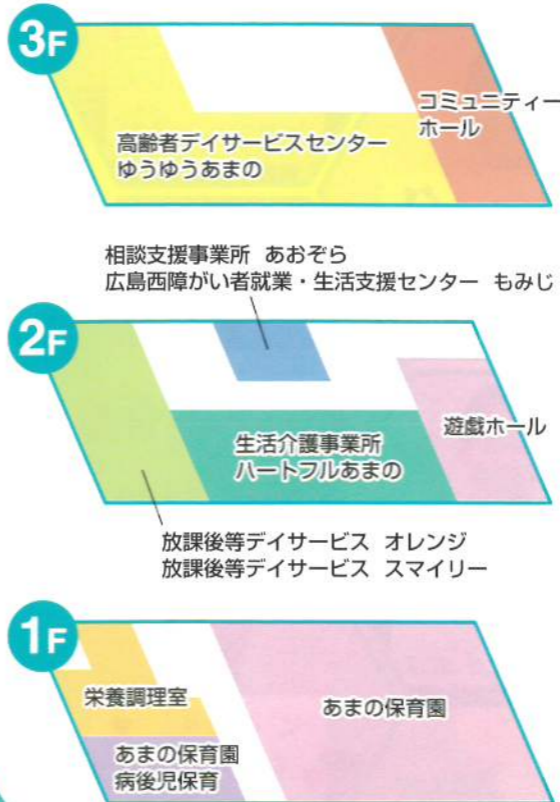 3F
コミュニティー
ホール
高齢者デイサービスセンター
ゆうゆうあまの
相談支援事業所 あおぞら
広島西障がい者就業・生活支援センター もみじ
2F
遊戯ホール
生活介護事業所
ハートフルあまの
放課後等デイサービス オレンジ
放課後等デイサービス スマイリー
1F
栄養調理室
あまの保育園
あまの保育園
病後児保育